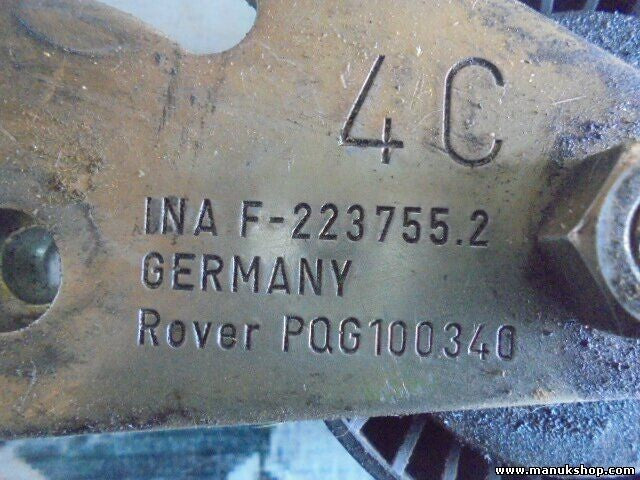 4C
INA F-223755.2
GERMANY
Rover PQG100340
www.manukshop.com